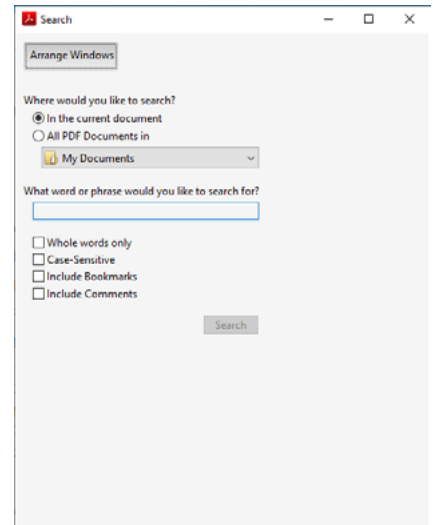 Search
Arrange Windows
Where would you like to search?
In the current document
All PDF Documents in
My Documents
What word or phrase would you like to search for?
Whole words only
Case-Sensitive
Include Bookmarks
Include Comments
Search